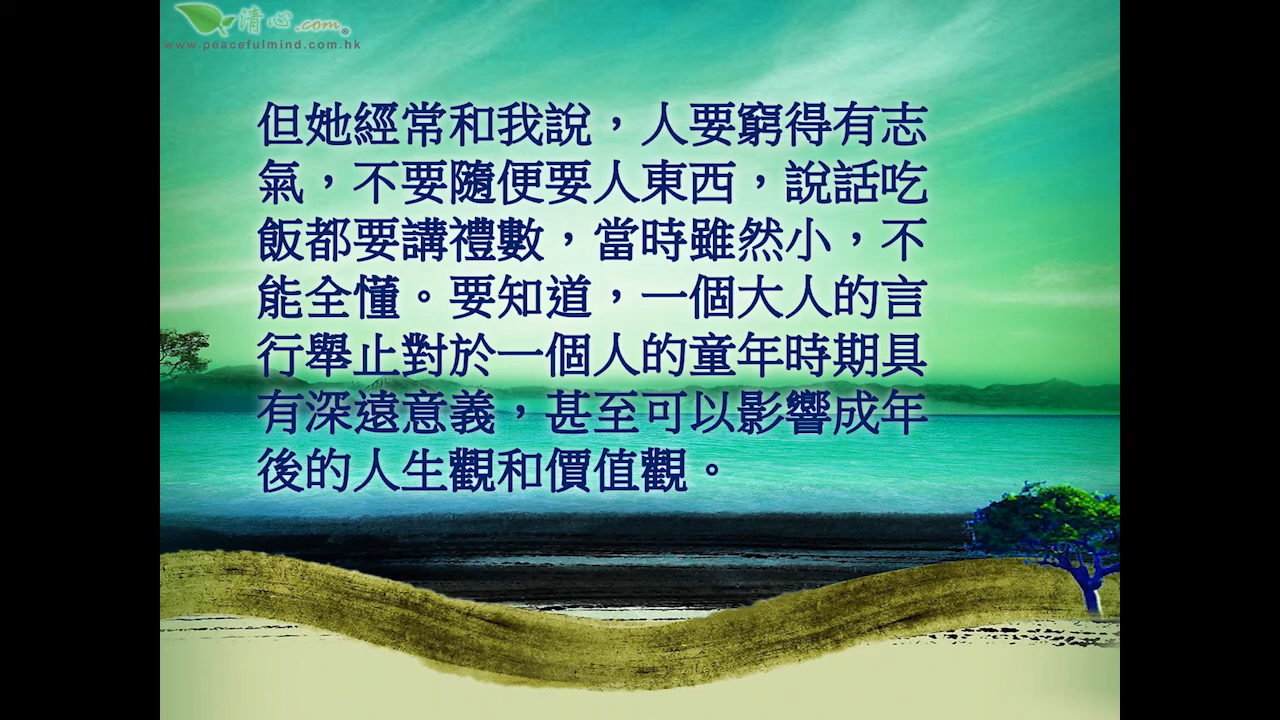 清心.com®
www.peacefulmind.com.hk
但她經常和我說，人要窮得有志
氣，不要隨便要人東西，說話吃
飯都要講禮數，當時雖然小，不
能全懂。要知道，一個大人的言
行舉止對於一個人的童年時期具
有深遠意義，甚至可以影響成年
後的人生觀和價值觀。